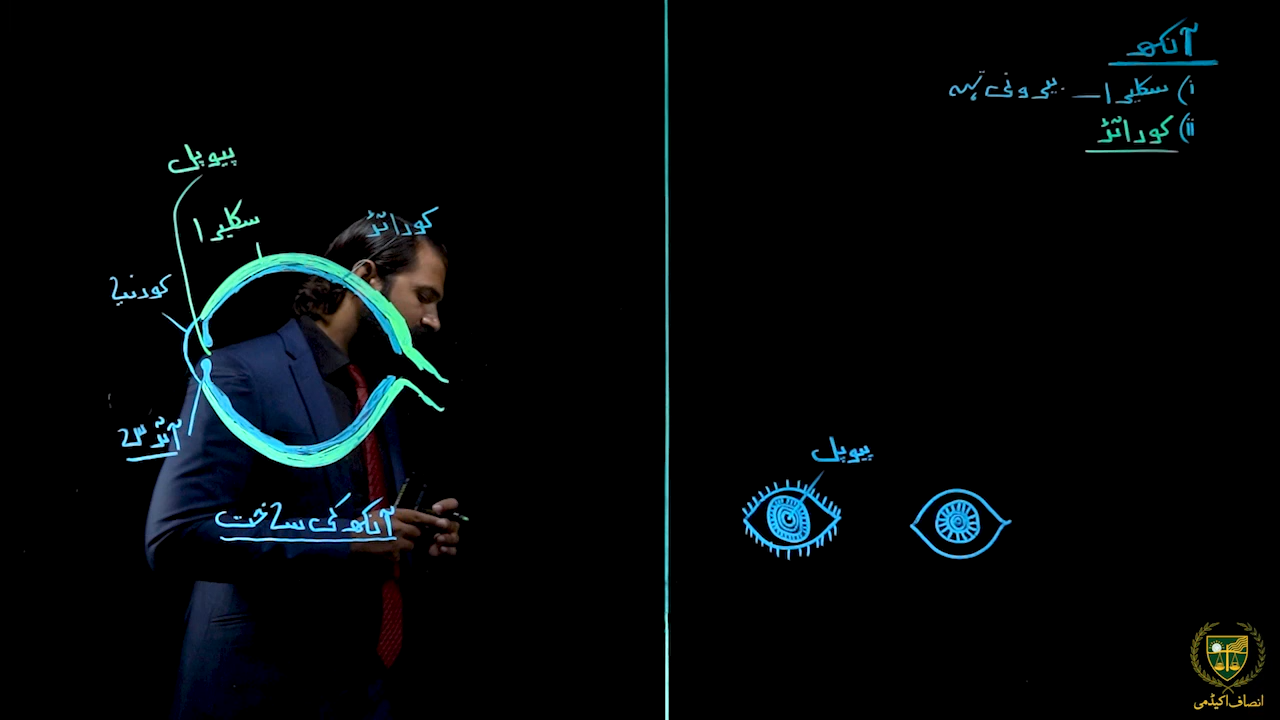 آنکھ
i) سکلیرا — بیرونی تہہ
ii) کورائڈ
پیوپل
سکلیرا
کورائڈ
کورنیا
آئرس
آنکھ کی ساخت
پیوپل
انصاف اکیڈمی